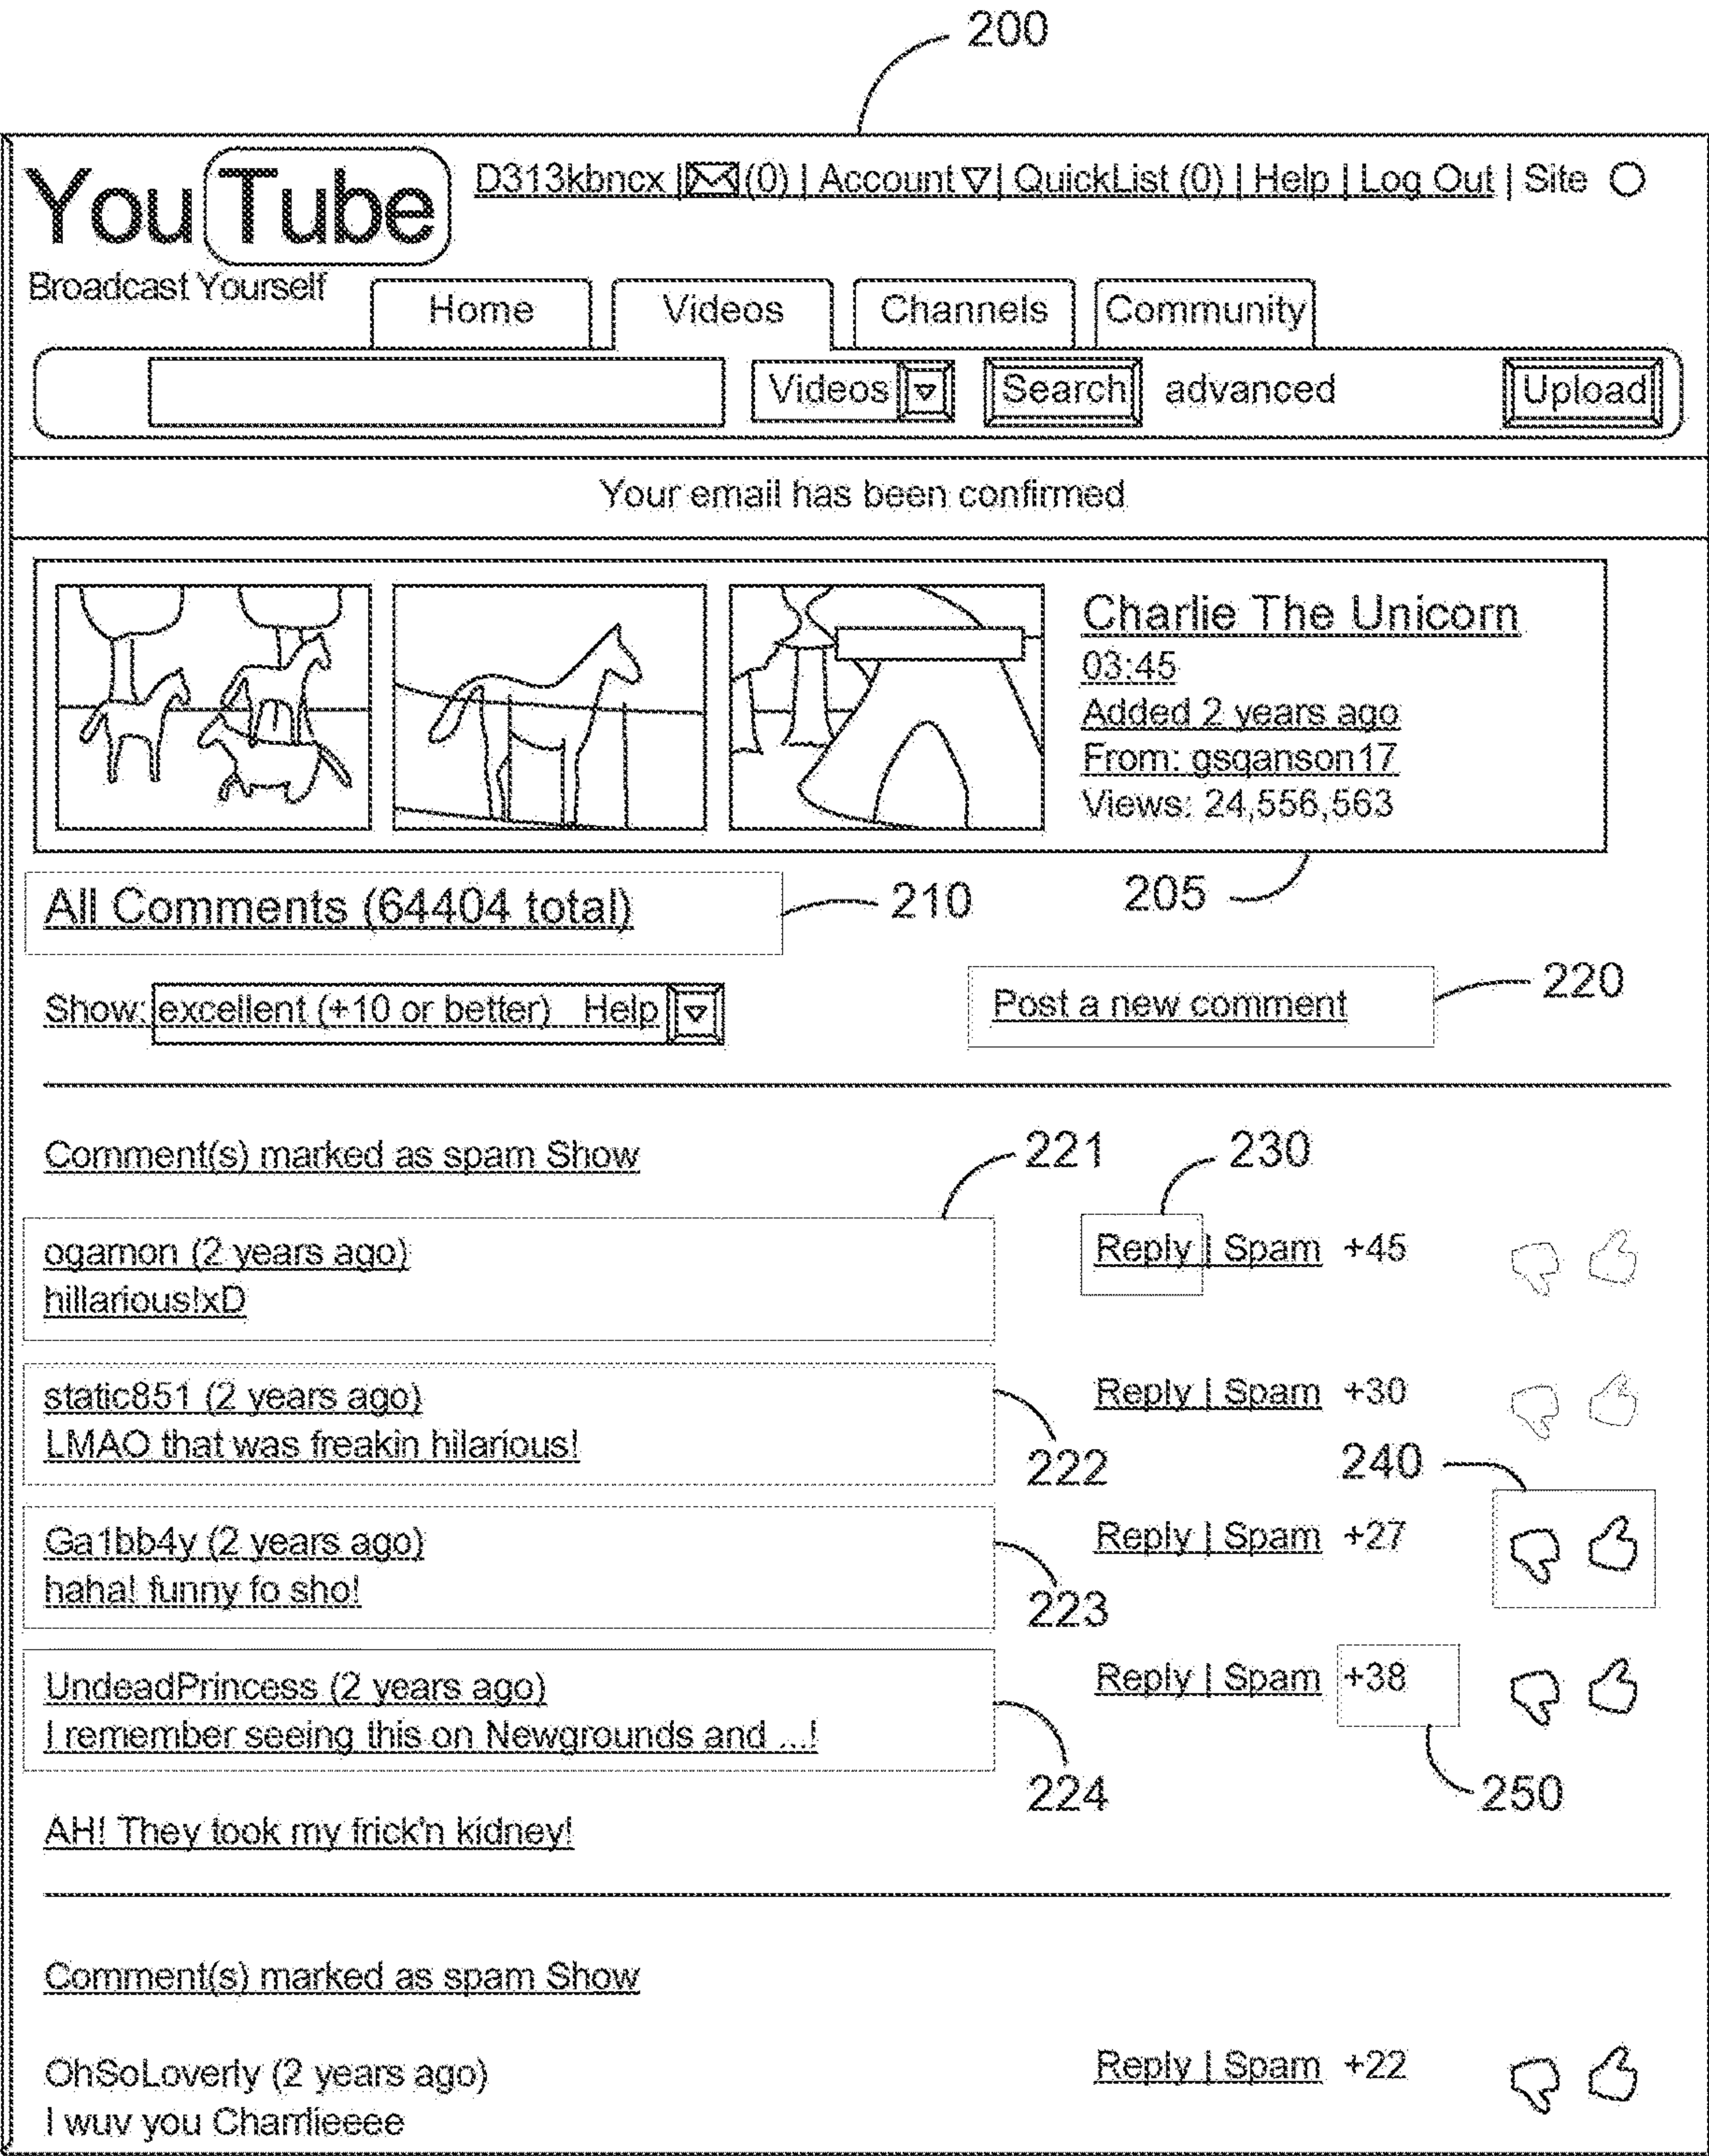 200
You Tube
D313kbncx | (0) | Account | QuickList (0) | Help | Log Out | Site
Broadcast Yourself
Home Videos Channels Community
Videos Search advanced Upload
Your email has been confirmed
Charlie The Unicorn
03:45
Added 2 years ago
From: gsqanson17
Views: 24,556,563
205
All Comments (64404 total)
210
Show: excellent (+10 or better) Help
Post a new comment
220
Comment(s) marked as spam Show
221
230
ogamon (2 years ago)
Reply | Spam +45
hillarious!xD
static851 (2 years ago)
Reply | Spam +30
LMAO that was freakin hilarious!
222
240
Ga1bb4y (2 years ago)
Reply | Spam +27
haha! funny fo sho!
223
UndeadPrincess (2 years ago)
Reply | Spam +38
I remember seeing this on Newgrounds and ...!
224
250
AH! They took my frick'n kidney!
Comment(s) marked as spam Show
OhSoLoverly (2 years ago)
Reply | Spam +22
I wuv you Charrlieeee